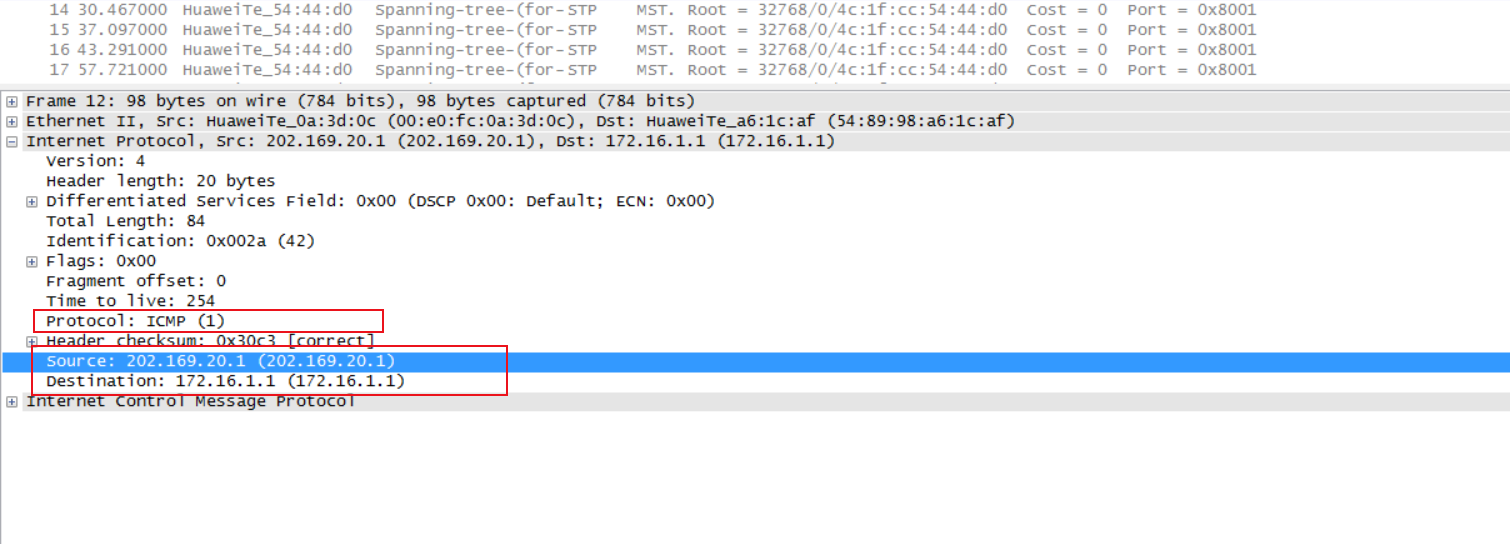 14 30.467000 HuaweiTe_54:44:d0 Spanning-tree-(for-STP MST. Root = 32768/0/4c:1f:cc:54:44:d0 Cost = 0 Port = 0x8001
15 37.097000 HuaweiTe_54:44:d0 Spanning-tree-(for-STP MST. Root = 32768/0/4c:1f:cc:54:44:d0 Cost = 0 Port = 0x8001
16 43.291000 HuaweiTe_54:44:d0 Spanning-tree-(for-STP MST. Root = 32768/0/4c:1f:cc:54:44:d0 Cost = 0 Port = 0x8001
17 57.721000 HuaweiTe_54:44:d0 Spanning-tree-(for-STP MST. Root = 32768/0/4c:1f:cc:54:44:d0 Cost = 0 Port = 0x8001
Frame 12: 98 bytes on wire (784 bits), 98 bytes captured (784 bits)
Ethernet II, Src: HuaweiTe_0a:3d:0c (00:e0:fc:0a:3d:0c), Dst: HuaweiTe_a6:1c:af (54:89:98:a6:1c:af)
Internet Protocol, Src: 202.169.20.1 (202.169.20.1), Dst: 172.16.1.1 (172.16.1.1)
Version: 4
Header length: 20 bytes
Differentiated Services Field: 0x00 (DSCP 0x00: Default; ECN: 0x00)
Total Length: 84
Identification: 0x002a (42)
Flags: 0x00
Fragment offset: 0
Time to live: 254
Protocol: ICMP (1)
Header checksum: 0x30c3 [correct]
Source: 202.169.20.1 (202.169.20.1)
Destination: 172.16.1.1 (172.16.1.1)
Internet Control Message Protocol